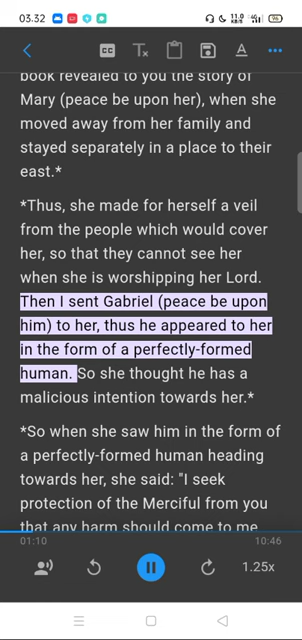 03.32
11.0 KB/S
96
CC
book revealed to you the story of
Mary (peace be upon her), when she
moved away from her family and
stayed separately in a place to their
east.*
*Thus, she made for herself a veil
from the people which would cover
her, so that they cannot see her
when she is worshipping her Lord.
Then I sent Gabriel (peace be upon
him) to her, thus he appeared to her
in the form of a perfectly-formed
human. So she thought he has a
malicious intention towards her.*
*So when she saw him in the form of
a perfectly-formed human heading
towards her, she said: "I seek
protection of the Merciful from you
that any harm should come to me
01:10
10:46
1.25x